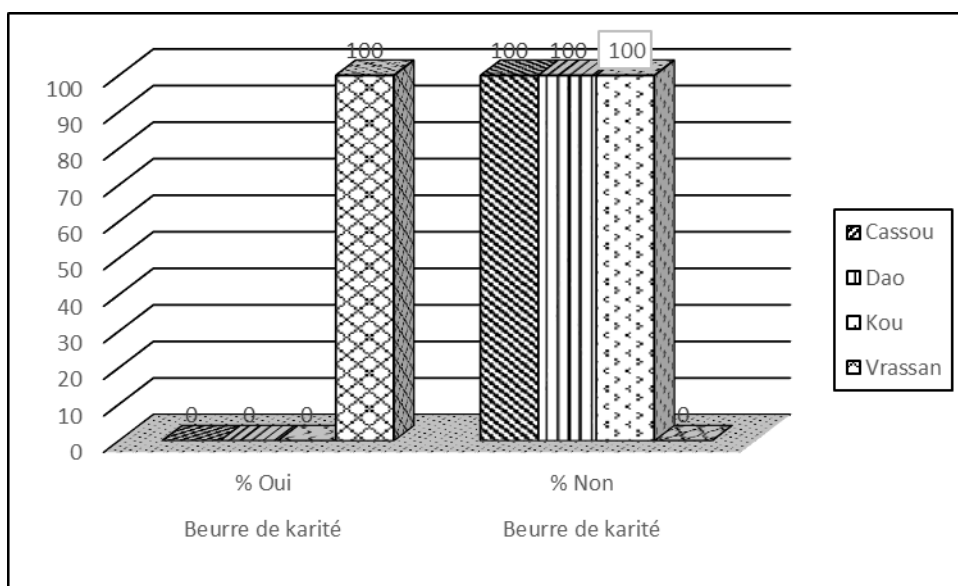 100
100 100 100
100
90
80
70
60
50
40
30
20
10
0
0 0 0
0
% Oui
% Non
Beurre de karité
Beurre de karité
Cassou
Dao
Kou
Vrassan